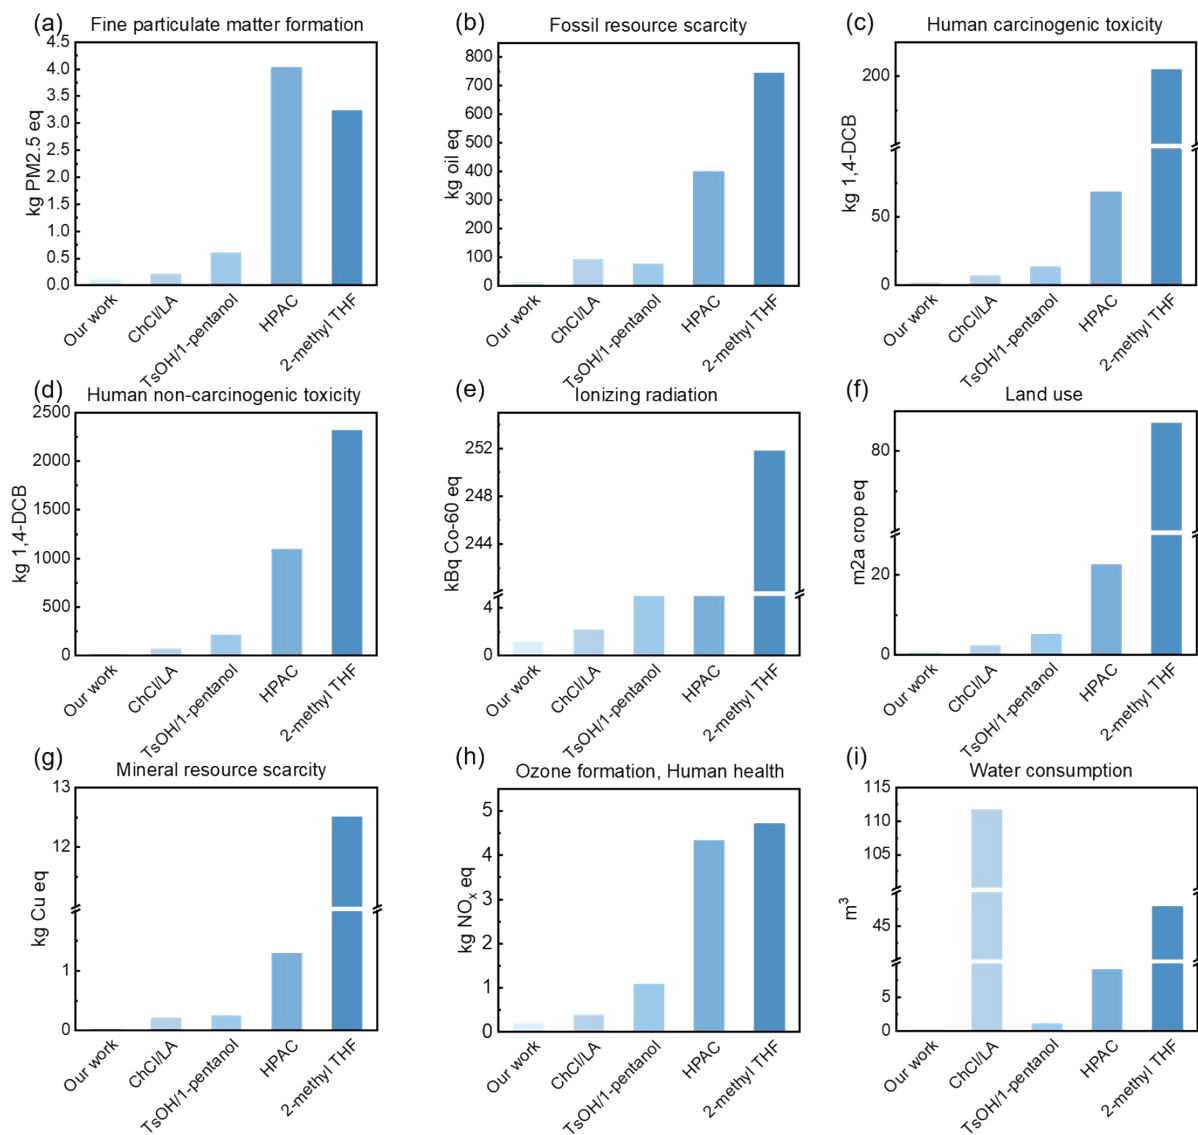 (a) Fine particulate matter formation
kg PM2.5 eq
4.5
4.0
3.5
3.0
2.5
2.0
1.5
1.0
0.5
0.0
Our work
ChCl/LA
TsOH/1-pentanol
HPAC
2-methyl THF
(b) Fossil resource scarcity
kg oil eq
800
700
600
500
400
300
200
100
0
Our work
ChCl/LA
TsOH/1-pentanol
HPAC
2-methyl THF
(c) Human carcinogenic toxicity
kg 1,4-DCB
200
50
0
Our work
ChCl/LA
TsOH/1-pentanol
HPAC
2-methyl THF
(d) Human non-carcinogenic toxicity
kg 1,4-DCB
2500
2000
1500
1000
500
0
Our work
ChCl/LA
TsOH/1-pentanol
HPAC
2-methyl THF
(e) Ionizing radiation
kBq Co-60 eq
252
248
244
4
0
Our work
ChCl/LA
TsOH/1-pentanol
HPAC
2-methyl THF
(f) Land use
m2a crop eq
80
20
0
Our work
ChCl/LA
TsOH/1-pentanol
HPAC
2-methyl THF
(g) Mineral resource scarcity
kg Cu eq
13
12
1
0
Our work
ChCl/LA
TsOH/1-pentanol
HPAC
2-methyl THF
(h) Ozone formation, Human health
kg NOₓ eq
5
4
3
2
1
0
Our work
ChCl/LA
TsOH/1-pentanol
HPAC
2-methyl THF
(i) Water consumption
m³
115
110
105
45
5
0
Our work
ChCl/LA
TsOH/1-pentanol
HPAC
2-methyl THF